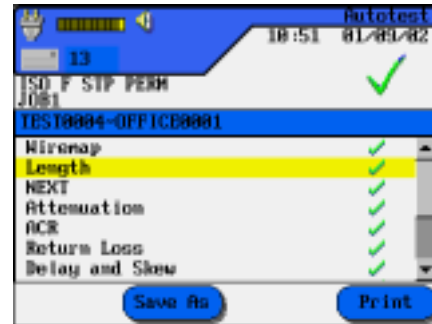 Autotest
10:51 01/09/02
13
ISO F STP PERM
JOB1
TEST0004-OFFICE0001
Wiremap
Length
NEXT
Attenuation
ACR
Return Loss
Delay and Skew
Save As
Print